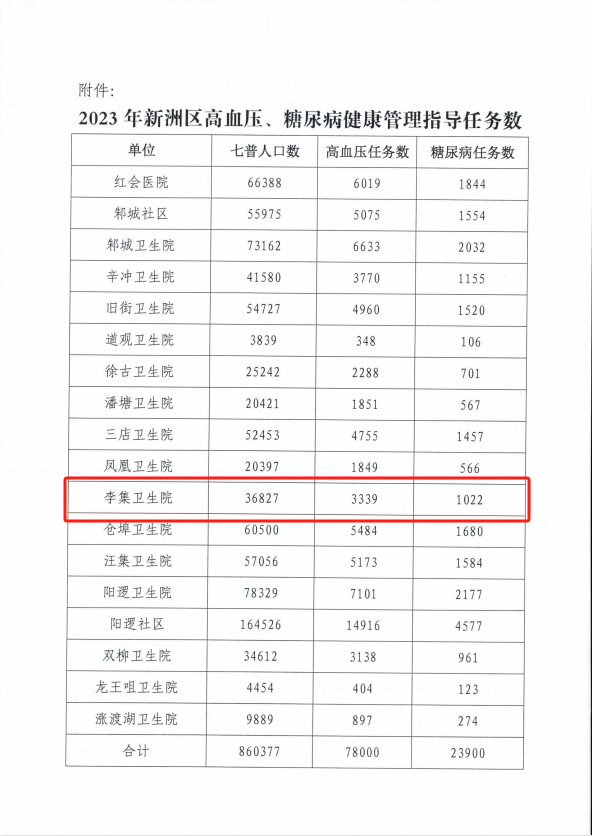 附件：
2023 年新洲区高血压、糖尿病健康管理指导任务数
单位 七普人口数 高血压任务数 糖尿病任务数
红会医院 66388 6019 1844
邾城社区 55975 5075 1554
邾城卫生院 73162 6633 2032
辛冲卫生院 41580 3770 1155
旧街卫生院 54727 4960 1520
道观卫生院 3839 348 106
徐古卫生院 25242 2288 701
潘塘卫生院 20421 1851 567
三店卫生院 52453 4755 1457
凤凰卫生院 20397 1849 566
李集卫生院 36827 3339 1022
仓埠卫生院 60500 5484 1680
汪集卫生院 57056 5173 1584
阳逻卫生院 78329 7101 2177
阳逻社区 164526 14916 4577
双柳卫生院 34612 3138 961
龙王咀卫生院 4454 404 123
涨渡湖卫生院 9889 897 274
合计 860377 78000 23900